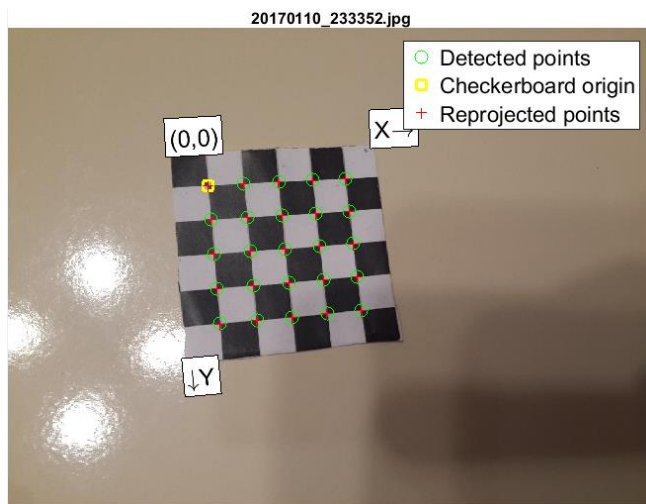 20170110_233352.jpg
Detected points
Checkerboard origin
Reprojected points
(0,0)
X→
↓Y